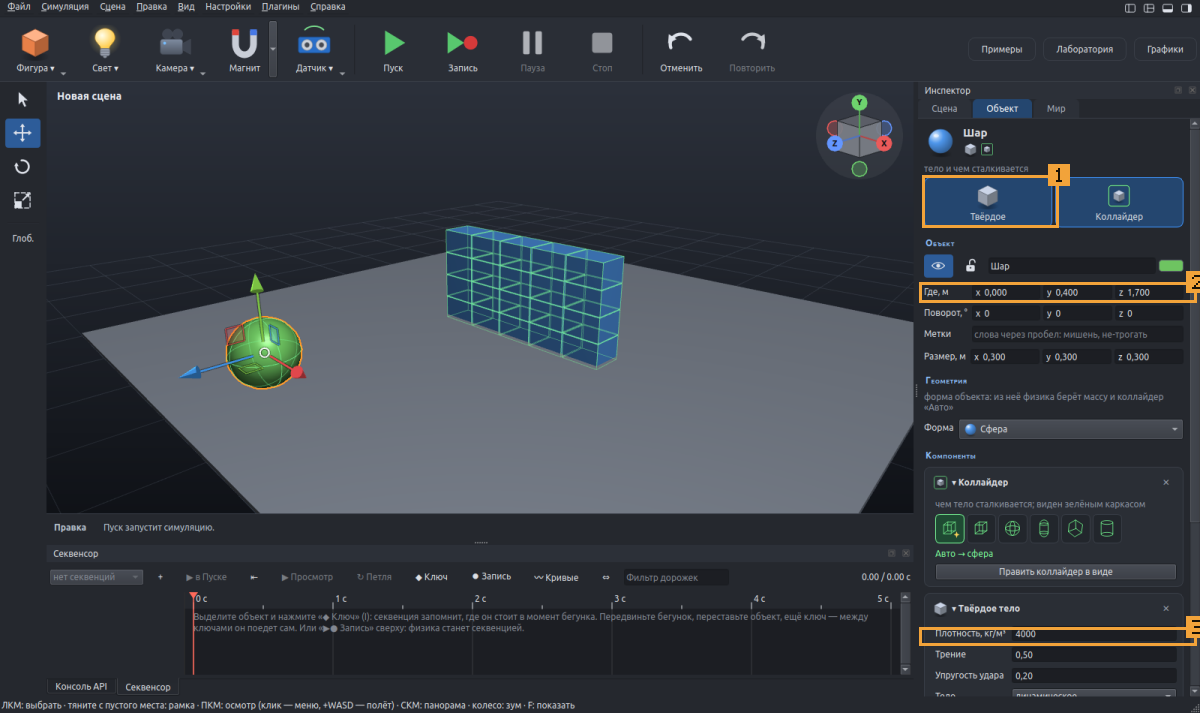 Файл Симуляция Сцена Правка Вид Настройки Плагины Справка
Фигура ▾ Свет ▾ Камера ▾ Магнит Датчик ▾ Пуск Запись Пауза Стоп Отменить Повторить Примеры Лаборатория Графики
Новая сцена
Глоб.
Y
Z X
Инспектор
Сцена Объект Мир
Шар
тело и чем сталкивается
1
Твёрдое Коллайдер
Объект
Шар
2
Где, м x 0,000 y 0,400 z 1,700
Поворот, ° x 0 y 0 z 0
Метки слова через пробел: мишень, не-трогать
Размер, м x 0,300 y 0,300 z 0,300
Геометрия
форма объекта: из неё физика берёт массу и коллайдер
«Авто»
Форма Сфера
Компоненты
▾ Коллайдер ×
чем тело сталкивается; виден зелёным каркасом
Авто → сфера
Править коллайдер в виде
▾ Твёрдое тело ×
Плотность, кг/м³ 4000
Трение 0,50
Упругость удара 0,20
Тело динамическое
Правка Пуск запустит симуляцию.
Секвенсор
нет секвенций + ▶ в Пуске ⇤ ▶ Просмотр ↻ Петля ◆ Ключ ● Запись Кривые ⇔ Фильтр дорожек 0.00 / 0.00 с
0 с 1 с 2 с 3 с 4 с 5 с
Выделите объект и нажмите «◆ Ключ» (I): секвенция запомнит, где он стоит в момент бегунка. Передвиньте бегунок, переставьте объект, ещё ключ — между
ключами он поедет сам. Или «▶● Запись» сверху: физика станет секвенцией.
Консоль API Секвенсор
ЛКМ: выбрать · тяните с пустого места: рамка · ПКМ: осмотр (клик — меню, +WASD — полёт) · СКМ: панорама · колесо: зум · F: показать